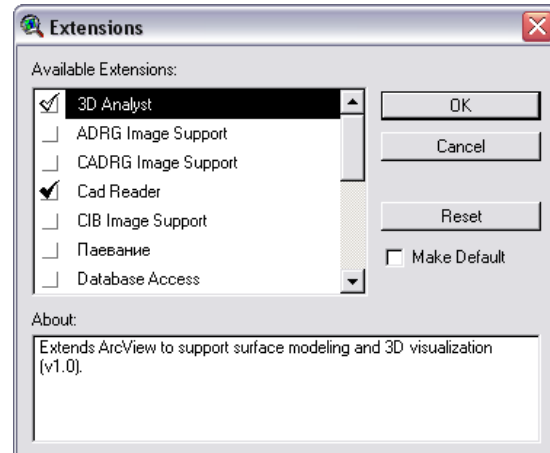 Extensions
Available Extensions:
3D Analyst
ADRG Image Support
CADRG Image Support
Cad Reader
CIB Image Support
Паевание
Database Access
OK
Cancel
Reset
Make Default
About:
Extends ArcView to support surface modeling and 3D visualization
(v1.0).